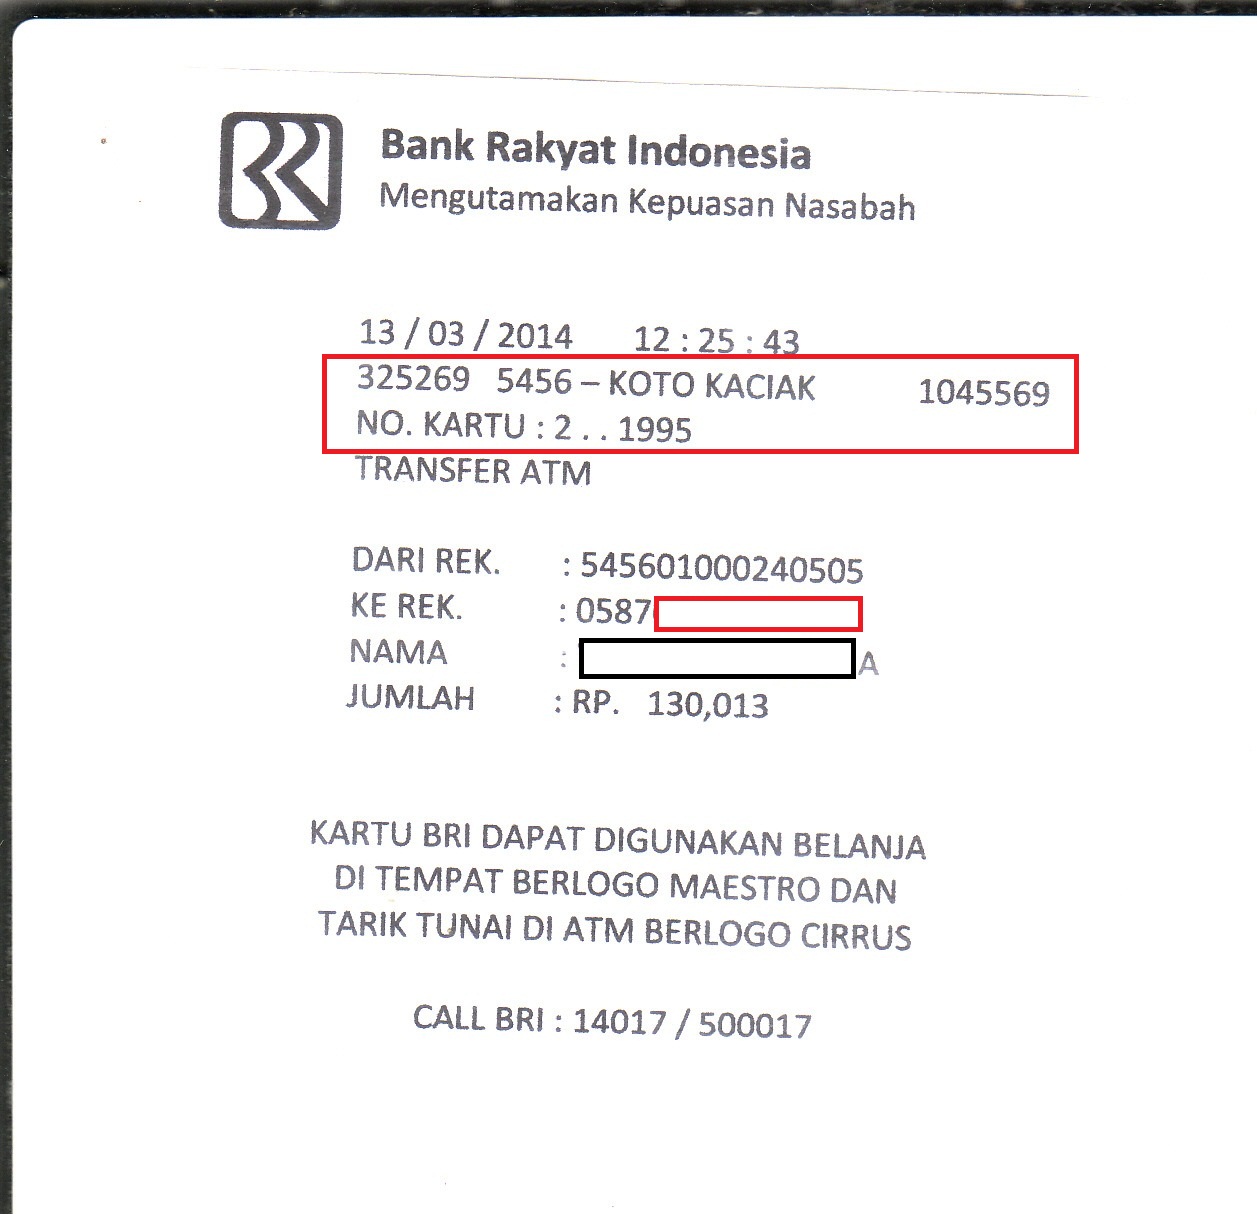 Bank Rakyat Indonesia
Mengutamakan Kepuasan Nasabah
13 / 03 / 2014 12 : 25 : 43
325269 5456 – KOTO KACIAK 1045569
NO. KARTU : 2 . . 1995
TRANSFER ATM
DARI REK. : 545601000240505
KE REK. : 0587
NAMA : A
JUMLAH : RP. 130,013
KARTU BRI DAPAT DIGUNAKAN BELANJA
DI TEMPAT BERLOGO MAESTRO DAN
TARIK TUNAI DI ATM BERLOGO CIRRUS
CALL BRI : 14017 / 500017